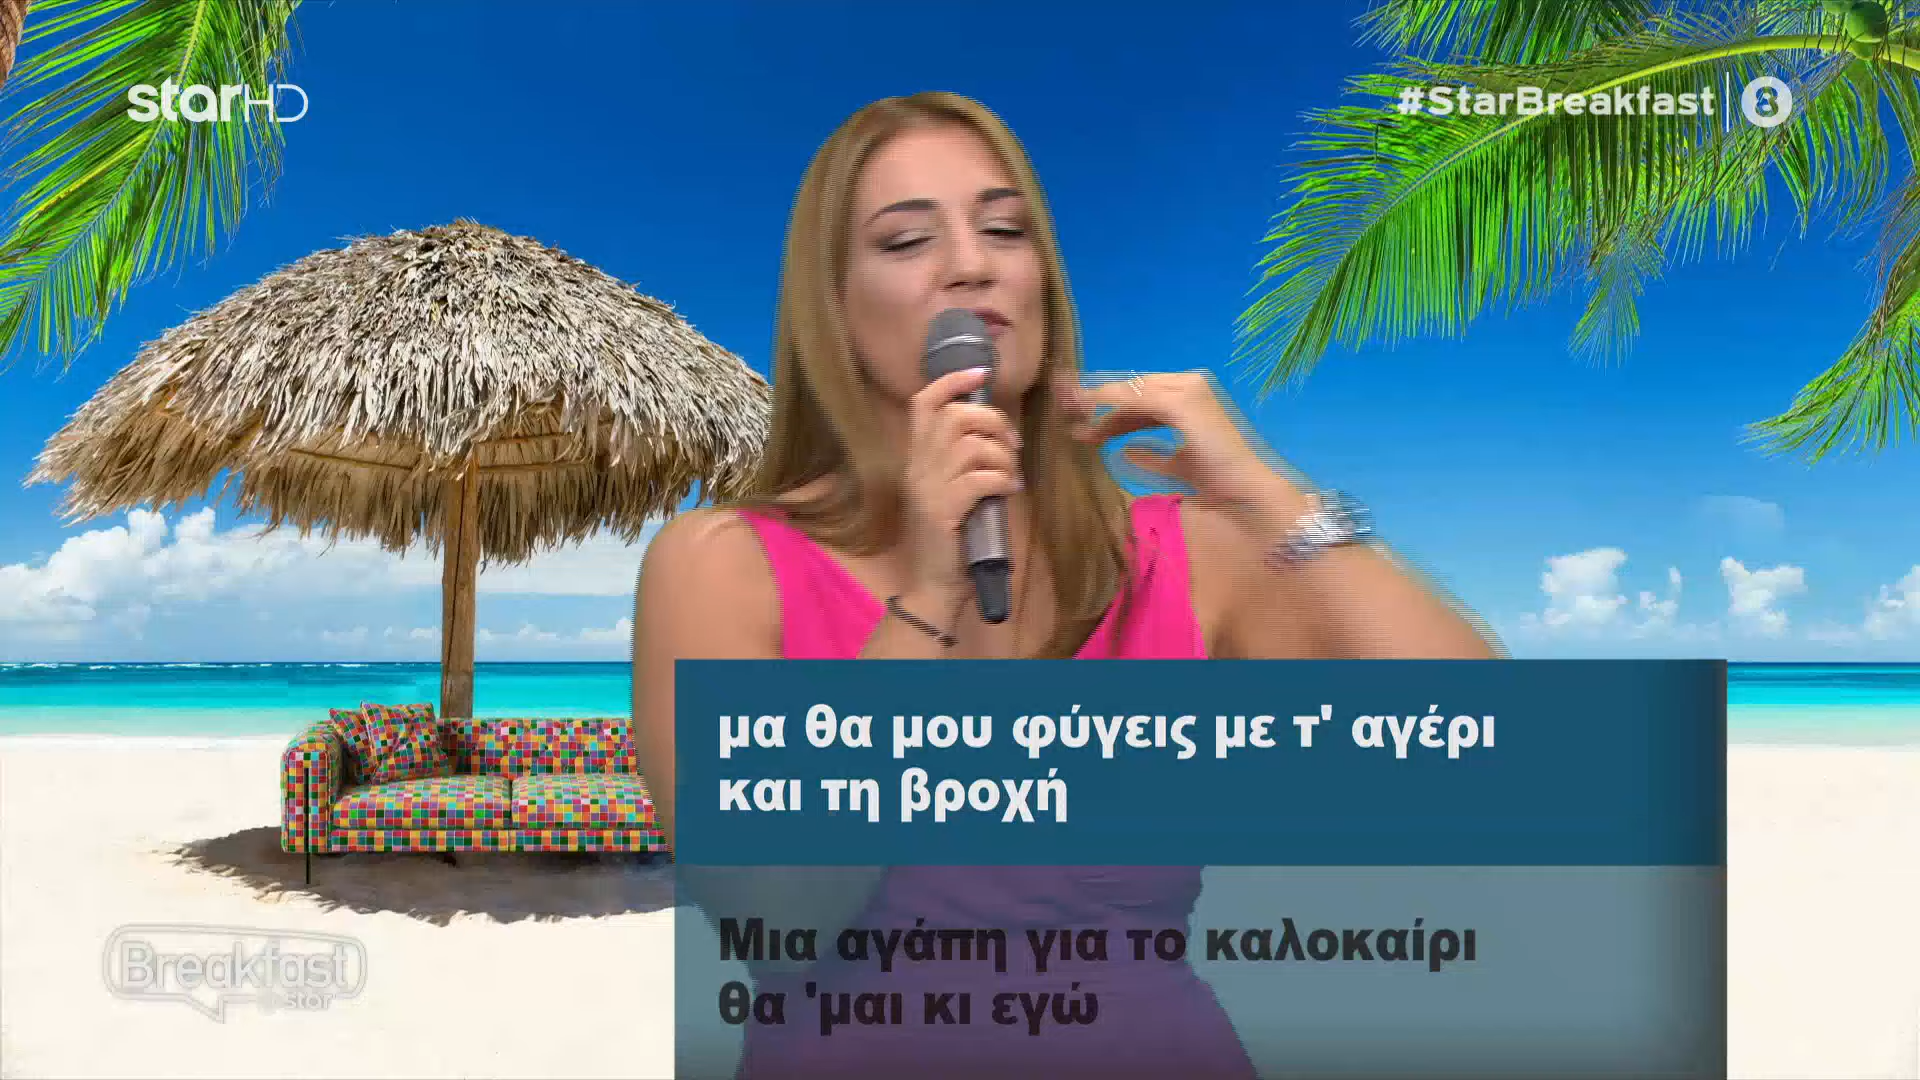 starHD
#StarBreakfast 8
μα θα μου φύγεις με τ' αγέρι
και τη βροχή
Μια αγάπη για το καλοκαίρι
θα 'μαι κι εγώ
Breakfast
star